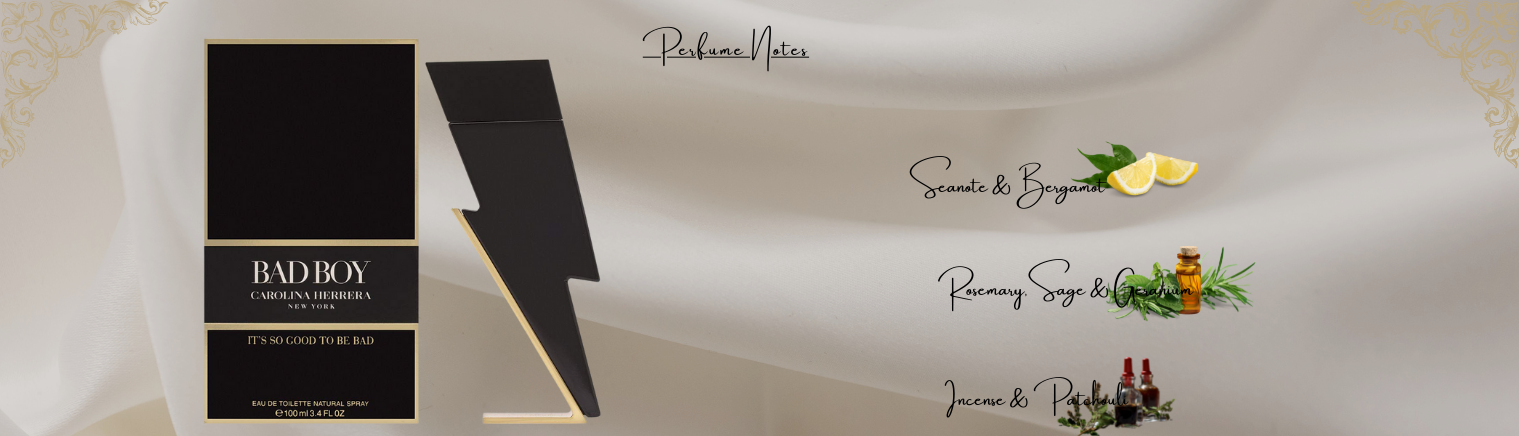 Perfume Notes
BAD BOY
CAROLINA HERRERA
NEW YORK
IT'S SO GOOD TO BE BAD
EAU DE TOILETTE NATURAL SPRAY
℮100 ml 3.4 FL OZ
Seanote & Bergamot
Rosemary, Sage & Geranium
Incense & Patchouli